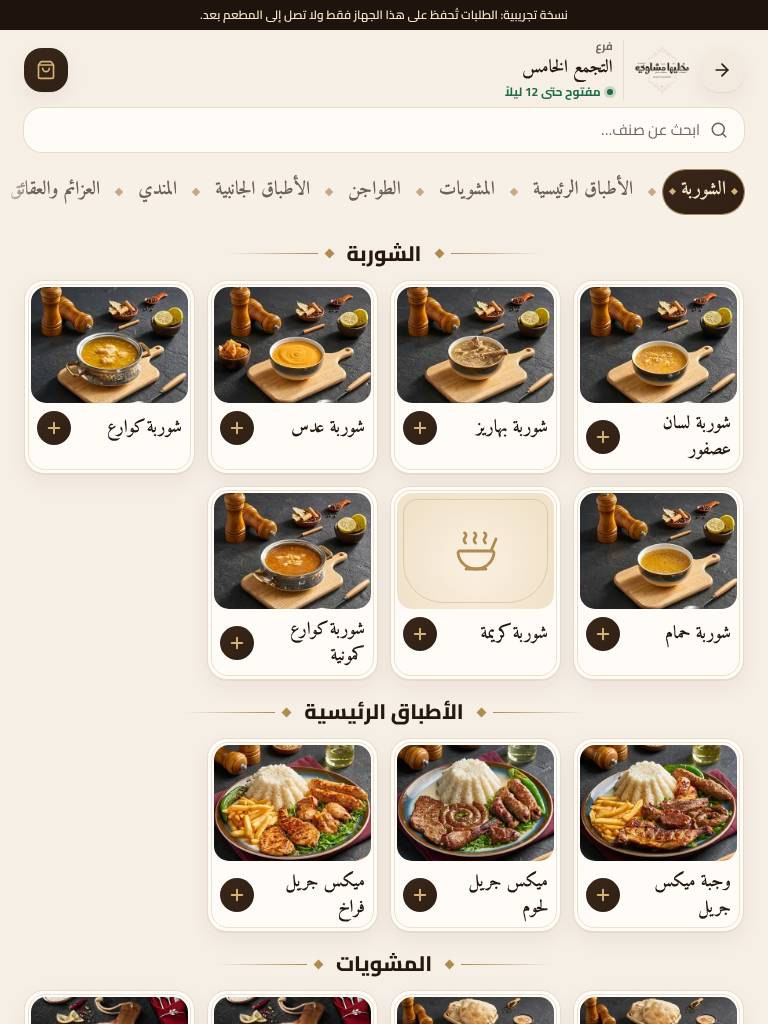 نسخة تجريبية: الطلبات تُحفظ على هذا الجهاز فقط ولا تصل إلى المطعم بعد.
فرع
التجمع الخامس
مفتوح حتى 12 ليلاً
ابحث عن صنف...
الشوربة
الأطباق الرئيسية
المشويات
الطواجن
الأطباق الجانبية
المندي
العزائم والعقائق
الشوربة
شوربة لسان عصفور
شوربة بهاريز
شوربة عدس
شوربة كوارع
شوربة حمام
شوربة كريمة
شوربة كوارع كمونية
الأطباق الرئيسية
وجبة ميكس جريل
ميكس جريل لحوم
ميكس جريل فراخ
المشويات